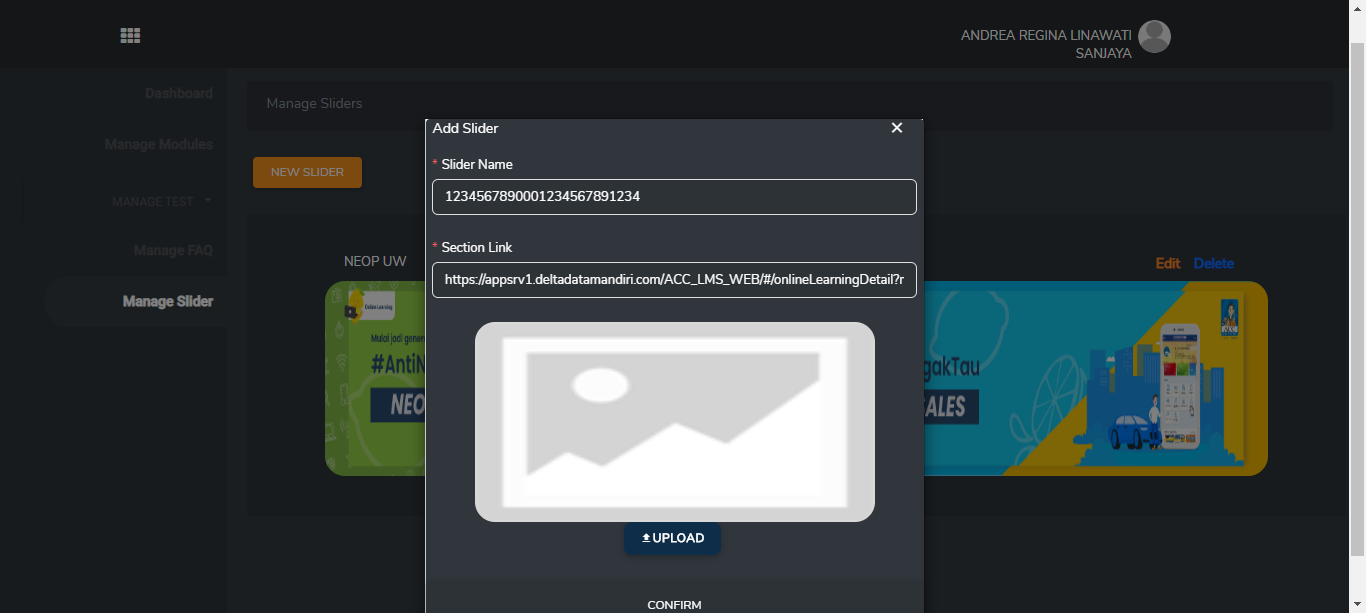 ANDREA REGINA LINAWATI
SANJAYA
Dashboard
Manage Modules
MANAGE TEST
Manage FAQ
Manage Slider
Manage Sliders
NEW SLIDER
Add Slider
* Slider Name
1234567890001234567891234
* Section Link
https://appsrv1.deltadatamandiri.com/ACC_LMS_WEB/#/onlineLearningDetail?r
UPLOAD
CONFIRM
NEOP UW
Edit Delete
Online Learning
Mulai jadi gener
#AntiN
NEO
gakTau
ALES